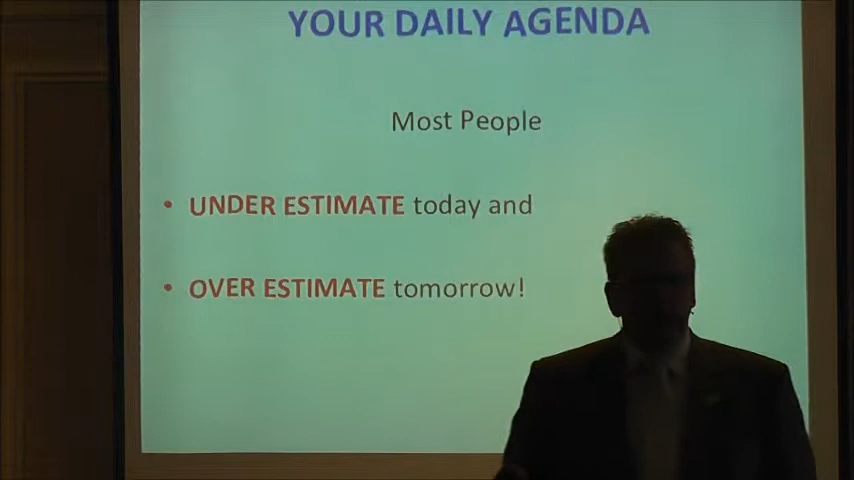 YOUR DAILY AGENDA
Most People
• UNDER ESTIMATE today and
• OVER ESTIMATE tomorrow!